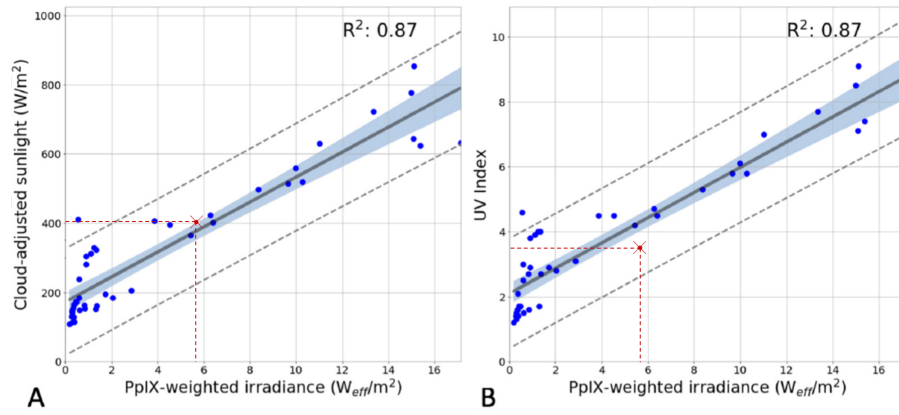 R²: 0.87
Cloud-adjusted sunlight (W/m²)
1000
800
600
400
200
0
0 2 4 6 8 10 12 14 16
PpIX-weighted irradiance (W_eff/m²)
A
R²: 0.87
UV Index
10
8
6
4
2
0
0 2 4 6 8 10 12 14 16
PpIX-weighted irradiance (W_eff/m²)
B